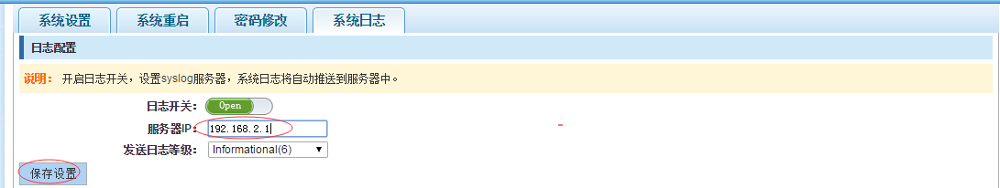 系统设置 系统重启 密码修改 系统日志
日志配置
说明： 开启日志开关，设置syslog服务器，系统日志将自动推送到服务器中。
日志开关： Open
服务器IP： 192.168.2.1
发送日志等级： Informational(6)
保存设置